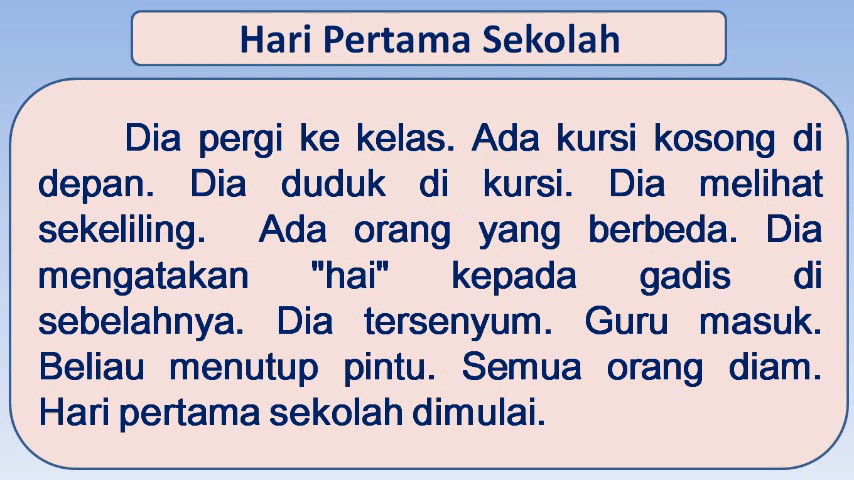 Hari Pertama Sekolah
Dia pergi ke kelas. Ada kursi kosong di
depan. Dia duduk di kursi. Dia melihat
sekeliling. Ada orang yang berbeda. Dia
mengatakan "hai" kepada gadis di
sebelahnya. Dia tersenyum. Guru masuk.
Beliau menutup pintu. Semua orang diam.
Hari pertama sekolah dimulai.